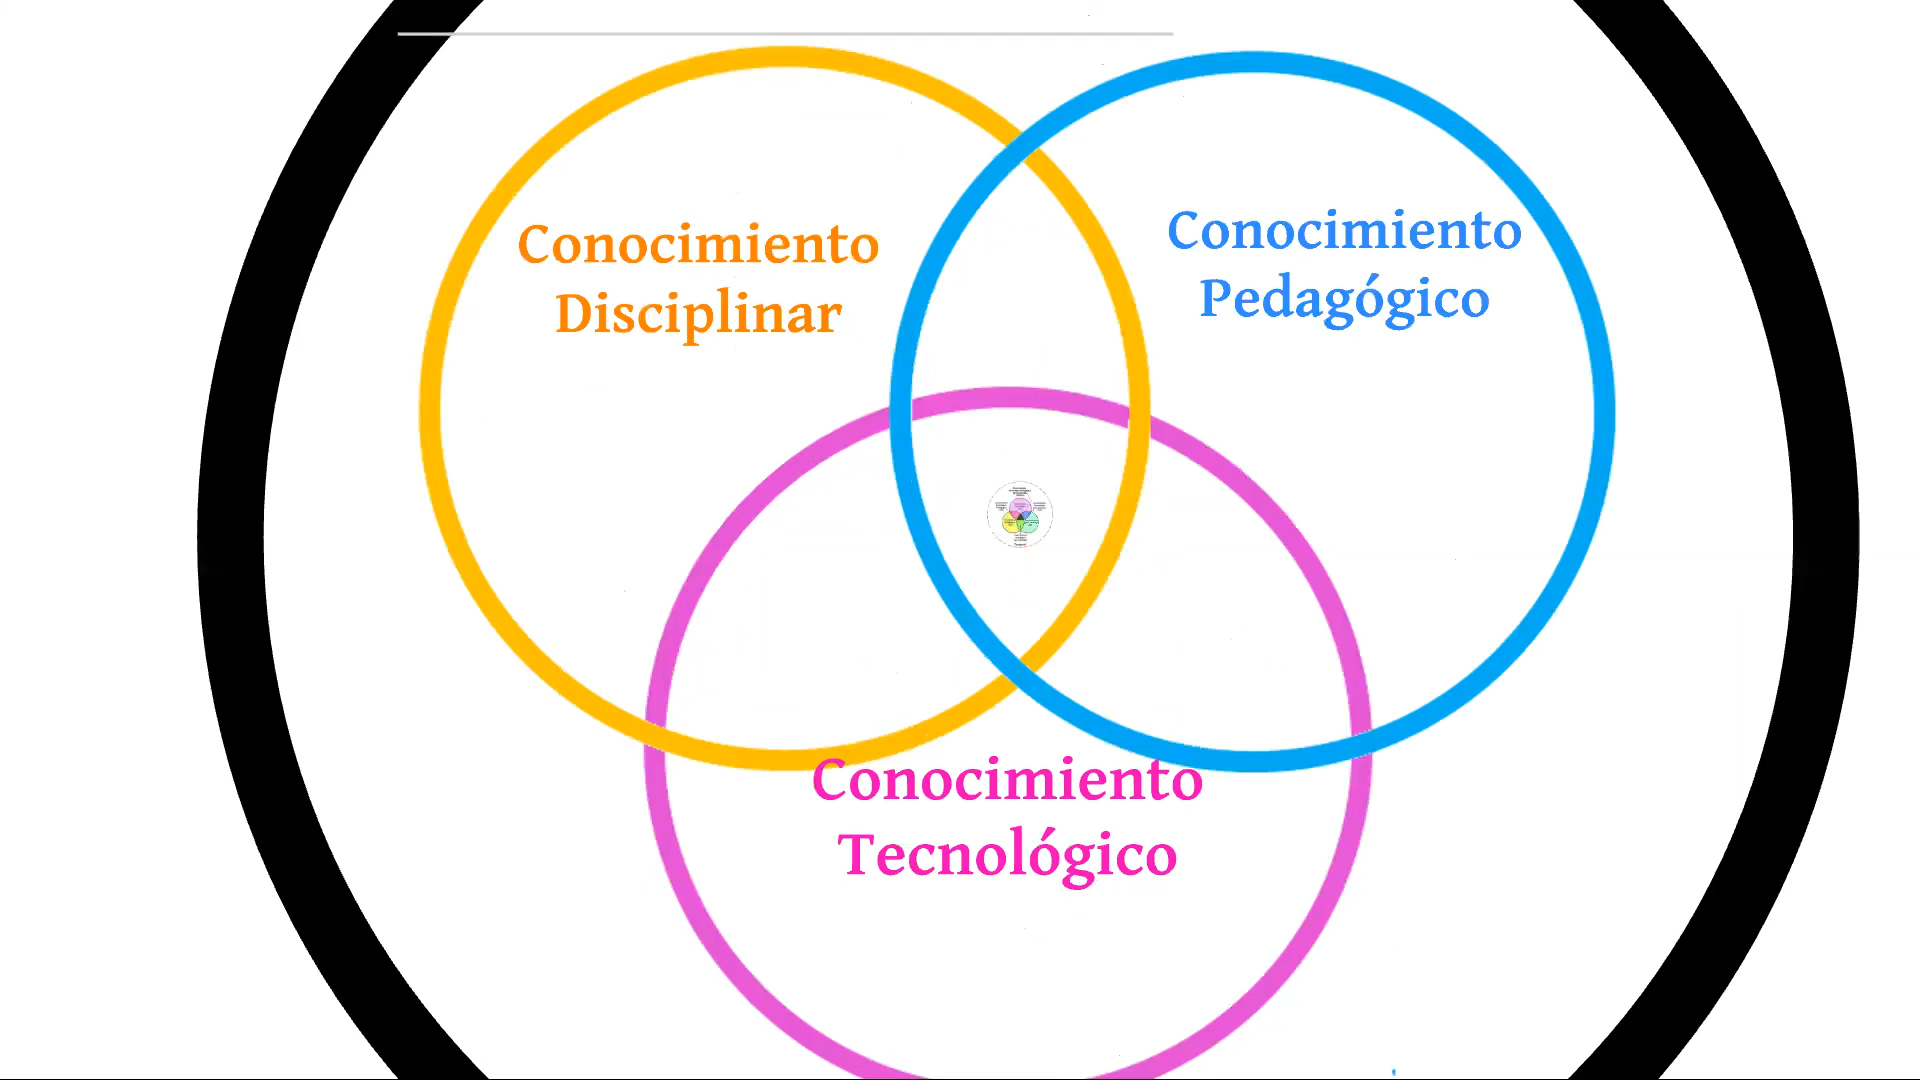 Conocimiento
Disciplinar
Conocimiento
Pedagógico
Conocimiento
Tecnológico